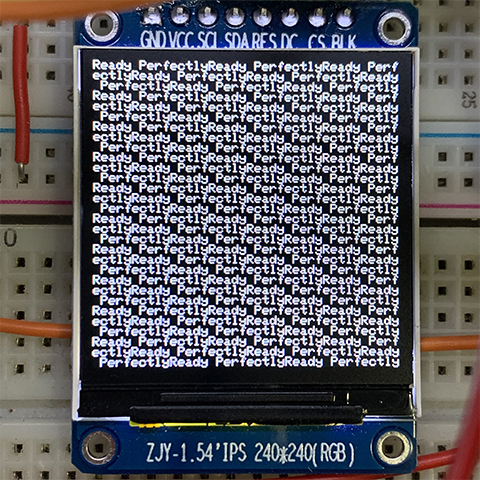 GND VCC SCL SDA RES DC CS BLK
Ready PerfectlyReady PerfectlyReady Perf
ectlyReady PerfectlyReady PerfectlyReady
 PerfectlyReady PerfectlyReady Perfectly
Ready PerfectlyReady PerfectlyReady Perf
ectlyReady PerfectlyReady PerfectlyReady
 PerfectlyReady PerfectlyReady Perfectly
Ready PerfectlyReady PerfectlyReady Perf
ectlyReady PerfectlyReady PerfectlyReady
 PerfectlyReady PerfectlyReady Perfectly
Ready PerfectlyReady PerfectlyReady Perf
ectlyReady PerfectlyReady PerfectlyReady
 PerfectlyReady PerfectlyReady Perfectly
Ready PerfectlyReady PerfectlyReady Perf
ectlyReady PerfectlyReady PerfectlyReady
 PerfectlyReady PerfectlyReady Perfectly
Ready PerfectlyReady PerfectlyReady Perf
ectlyReady PerfectlyReady PerfectlyReady
 PerfectlyReady PerfectlyReady Perfectly
Ready PerfectlyReady PerfectlyReady Perf
ectlyReady PerfectlyReady PerfectlyReady
 PerfectlyReady PerfectlyReady Perfectly
Ready PerfectlyReady PerfectlyReady Perf
ectlyReady PerfectlyReady PerfectlyReady
 PerfectlyReady PerfectlyReady Perfectly
Ready PerfectlyReady PerfectlyReady Perf
ectlyReady PerfectlyReady PerfectlyReady
 PerfectlyReady PerfectlyReady Perfectly
Ready PerfectlyReady PerfectlyReady Perf
ectlyReady PerfectlyReady PerfectlyReady
 PerfectlyReady PerfectlyReady Perfectly
ZJY-1.54'IPS 240*240(RGB)
25